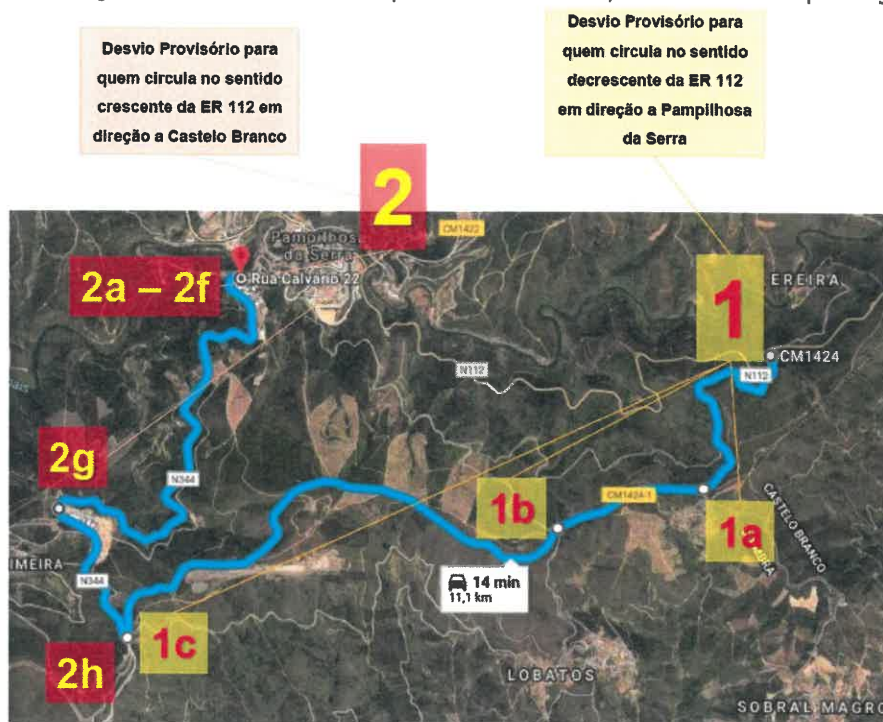 Desvio Provisório para
quem circula no sentido
crescente da ER 112 em
direção a Castelo Branco
Desvio Provisório para
quem circula no sentido
decrescente da ER 112
em direção a Pampilhosa
da Serra
2
CM1422
Pampilhosa
da Serra
2a – 2f
Rua Calvário 22
1
EREIRA
CM1424
N112
N112
2g
N344
1b
CM1424-1
1a
CASTELO BRANCO
IMEIRA
N344
14 min
11,1 km
1c
2h
LOBATOS
SOBRAL MAGRO